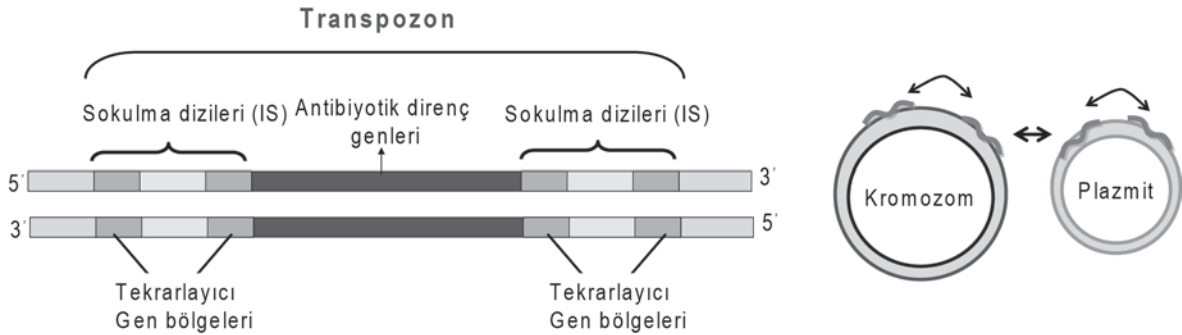 Transpozon
Sokulma dizileri (IS)
Antibiyotik direnç
genleri
Sokulma dizileri (IS)
5'
3'
3'
5'
Tekrarlayıcı
Gen bölgeleri
Tekrarlayıcı
Gen bölgeleri
Kromozom
Plazmit